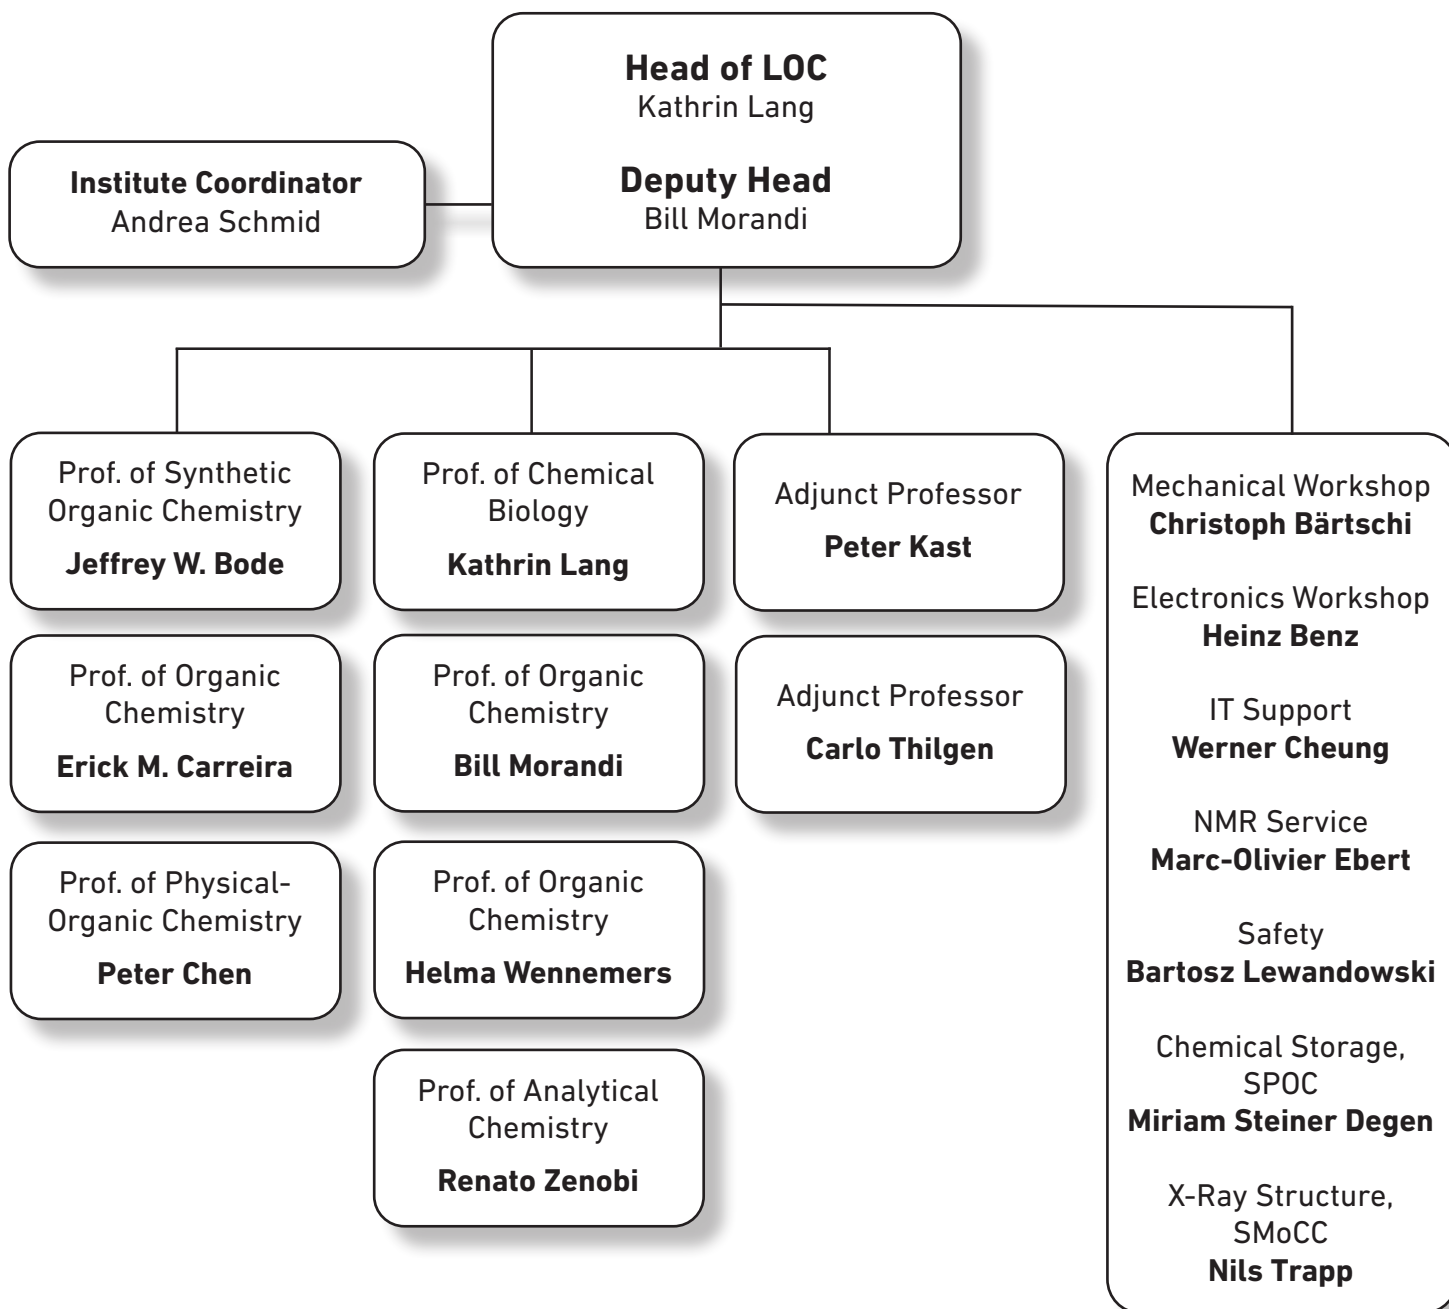 Head of LOC
Kathrin Lang
Deputy Head
Bill Morandi
Institute Coordinator
Andrea Schmid
Prof. of Synthetic
Organic Chemistry
Jeffrey W. Bode
Prof. of Organic
Chemistry
Erick M. Carreira
Prof. of Physical-
Organic Chemistry
Peter Chen
Prof. of Chemical
Biology
Kathrin Lang
Prof. of Organic
Chemistry
Bill Morandi
Prof. of Organic
Chemistry
Helma Wennemers
Prof. of Analytical
Chemistry
Renato Zenobi
Adjunct Professor
Peter Kast
Adjunct Professor
Carlo Thilgen
Mechanical Workshop
Christoph Bärtschi
Electronics Workshop
Heinz Benz
IT Support
Werner Cheung
NMR Service
Marc-Olivier Ebert
Safety
Bartosz Lewandowski
Chemical Storage,
SPOC
Miriam Steiner Degen
X-Ray Structure,
SMoCC
Nils Trapp